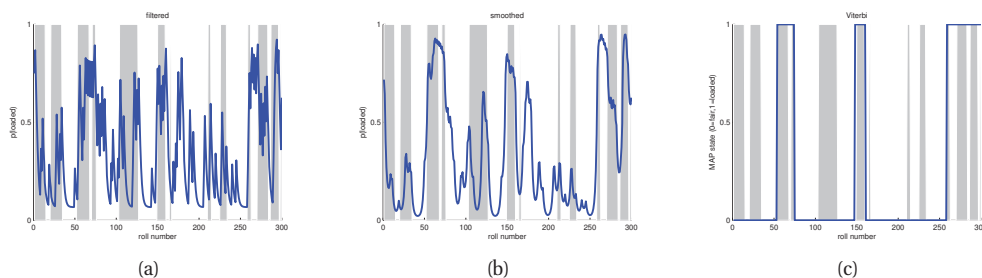 filtered
1
0.5
0
p(loaded)
0 50 100 150 200 250 300
roll number
(a)
smoothed
1
0.5
0
p(loaded)
0 50 100 150 200 250 300
roll number
(b)
Viterbi
1
0.5
0
MAP state (0=fair,1=loaded)
0 50 100 150 200 250 300
roll number
(c)